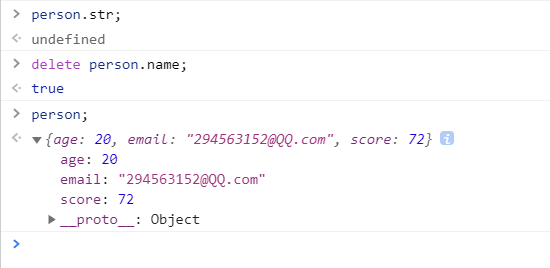 > person.str;
< undefined
> delete person.name;
< true
> person;
< ▼ {age: 20, email: "294563152@QQ.com", score: 72} i
age: 20
email: "294563152@QQ.com"
score: 72
▶ __proto__: Object
>